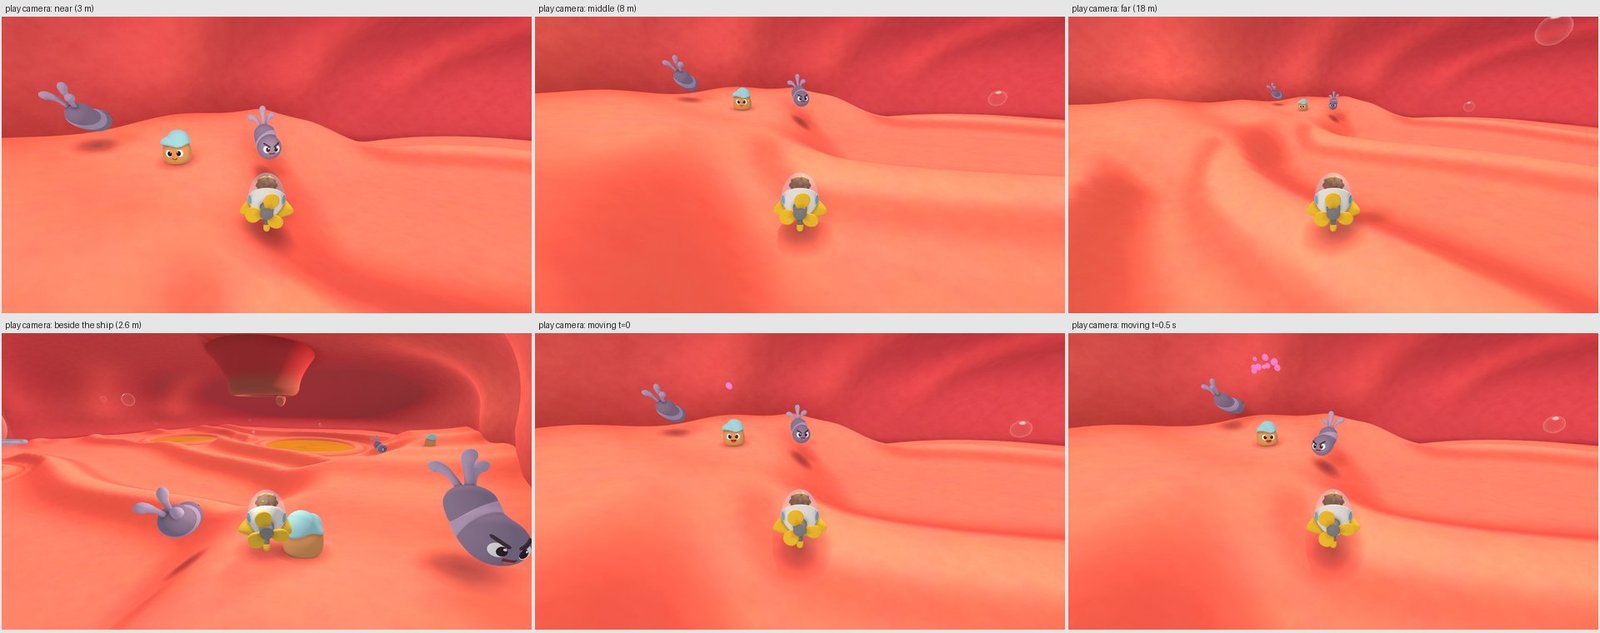 play camera: near (3 m)
play camera: middle (8 m)
play camera: far (18 m)
play camera: beside the ship (2.6 m)
play camera: moving t=0
play camera: moving t=0.5 s